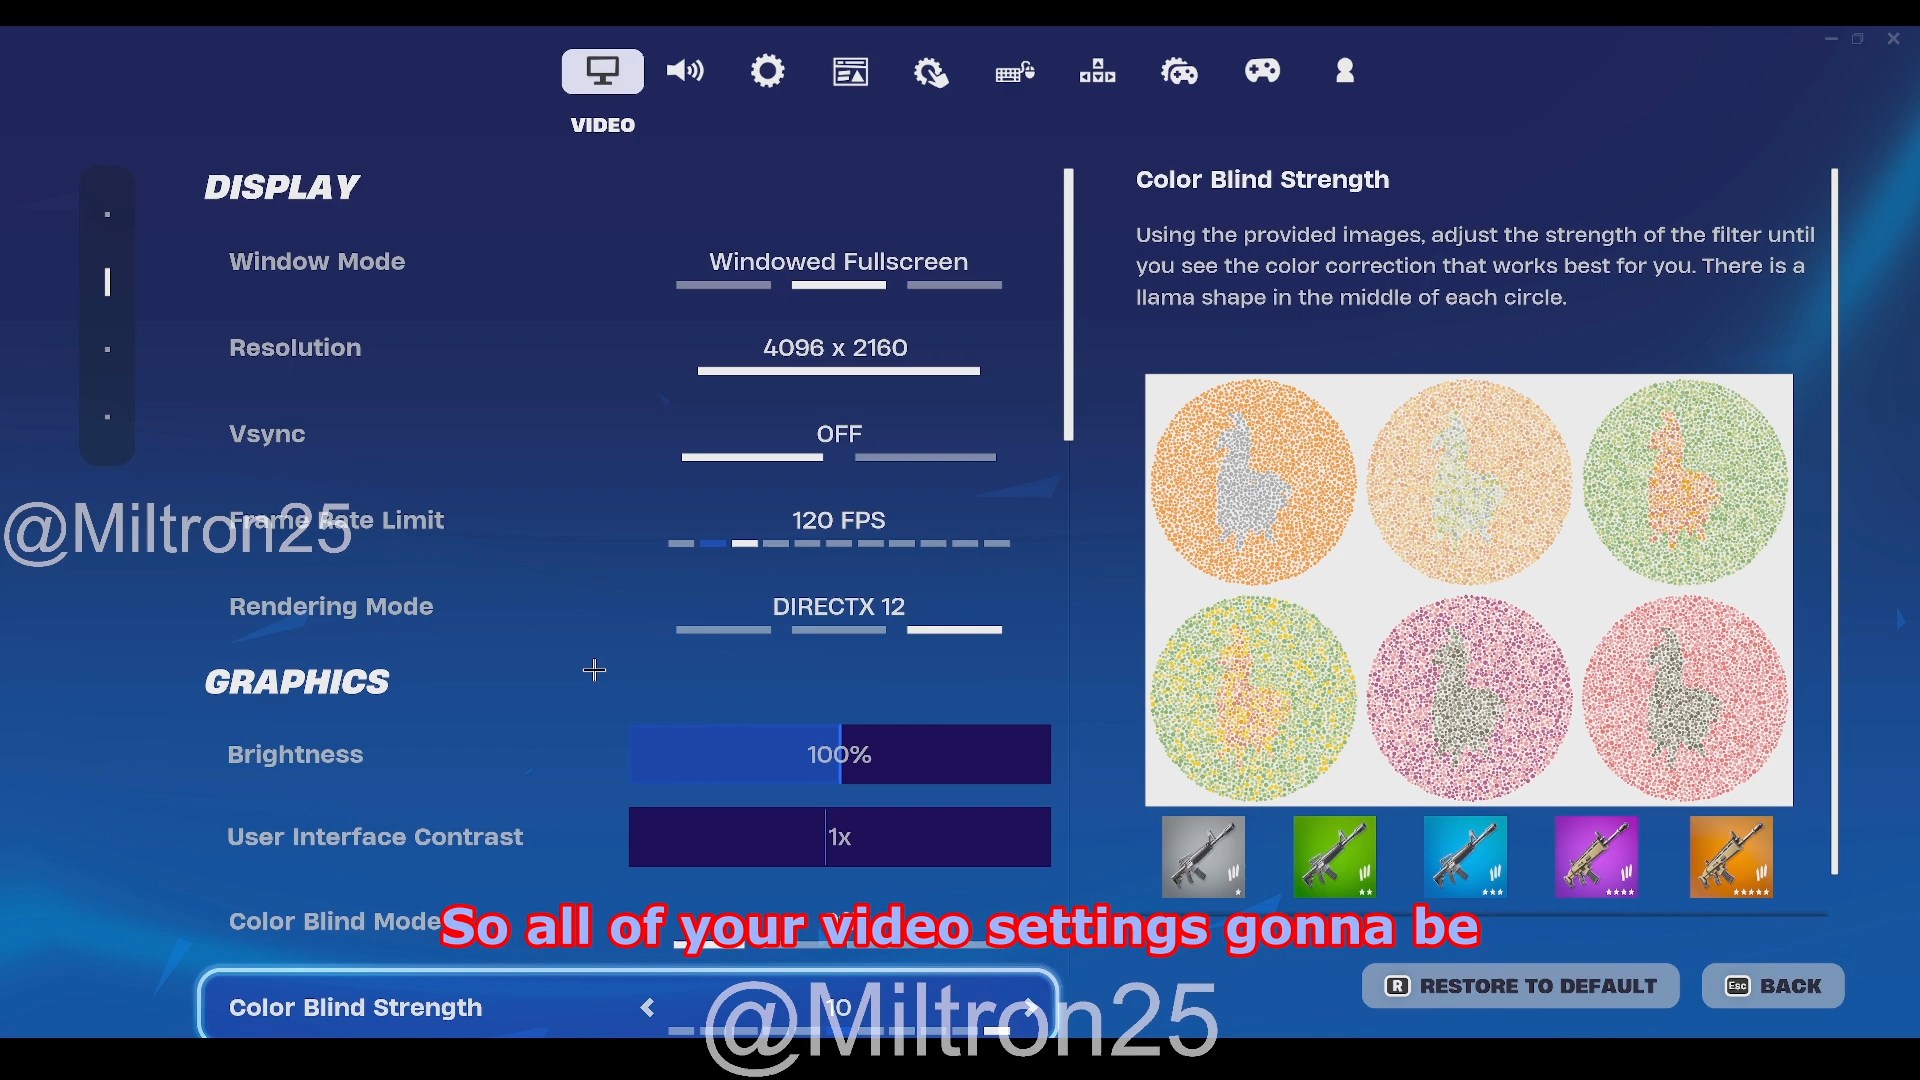 VIDEO
DISPLAY
Window Mode
Windowed Fullscreen
Resolution
4096 x 2160
Vsync
OFF
Frame Rate Limit
120 FPS
@Miltron25
Rendering Mode
DIRECTX 12
GRAPHICS
Brightness
100%
User Interface Contrast
1x
Color Blind Mode
So all of your video settings gonna be
Color Blind Strength
10
@Miltron25
Color Blind Strength
Using the provided images, adjust the strength of the filter until
you see the color correction that works best for you. There is a
llama shape in the middle of each circle.
R RESTORE TO DEFAULT
Esc BACK